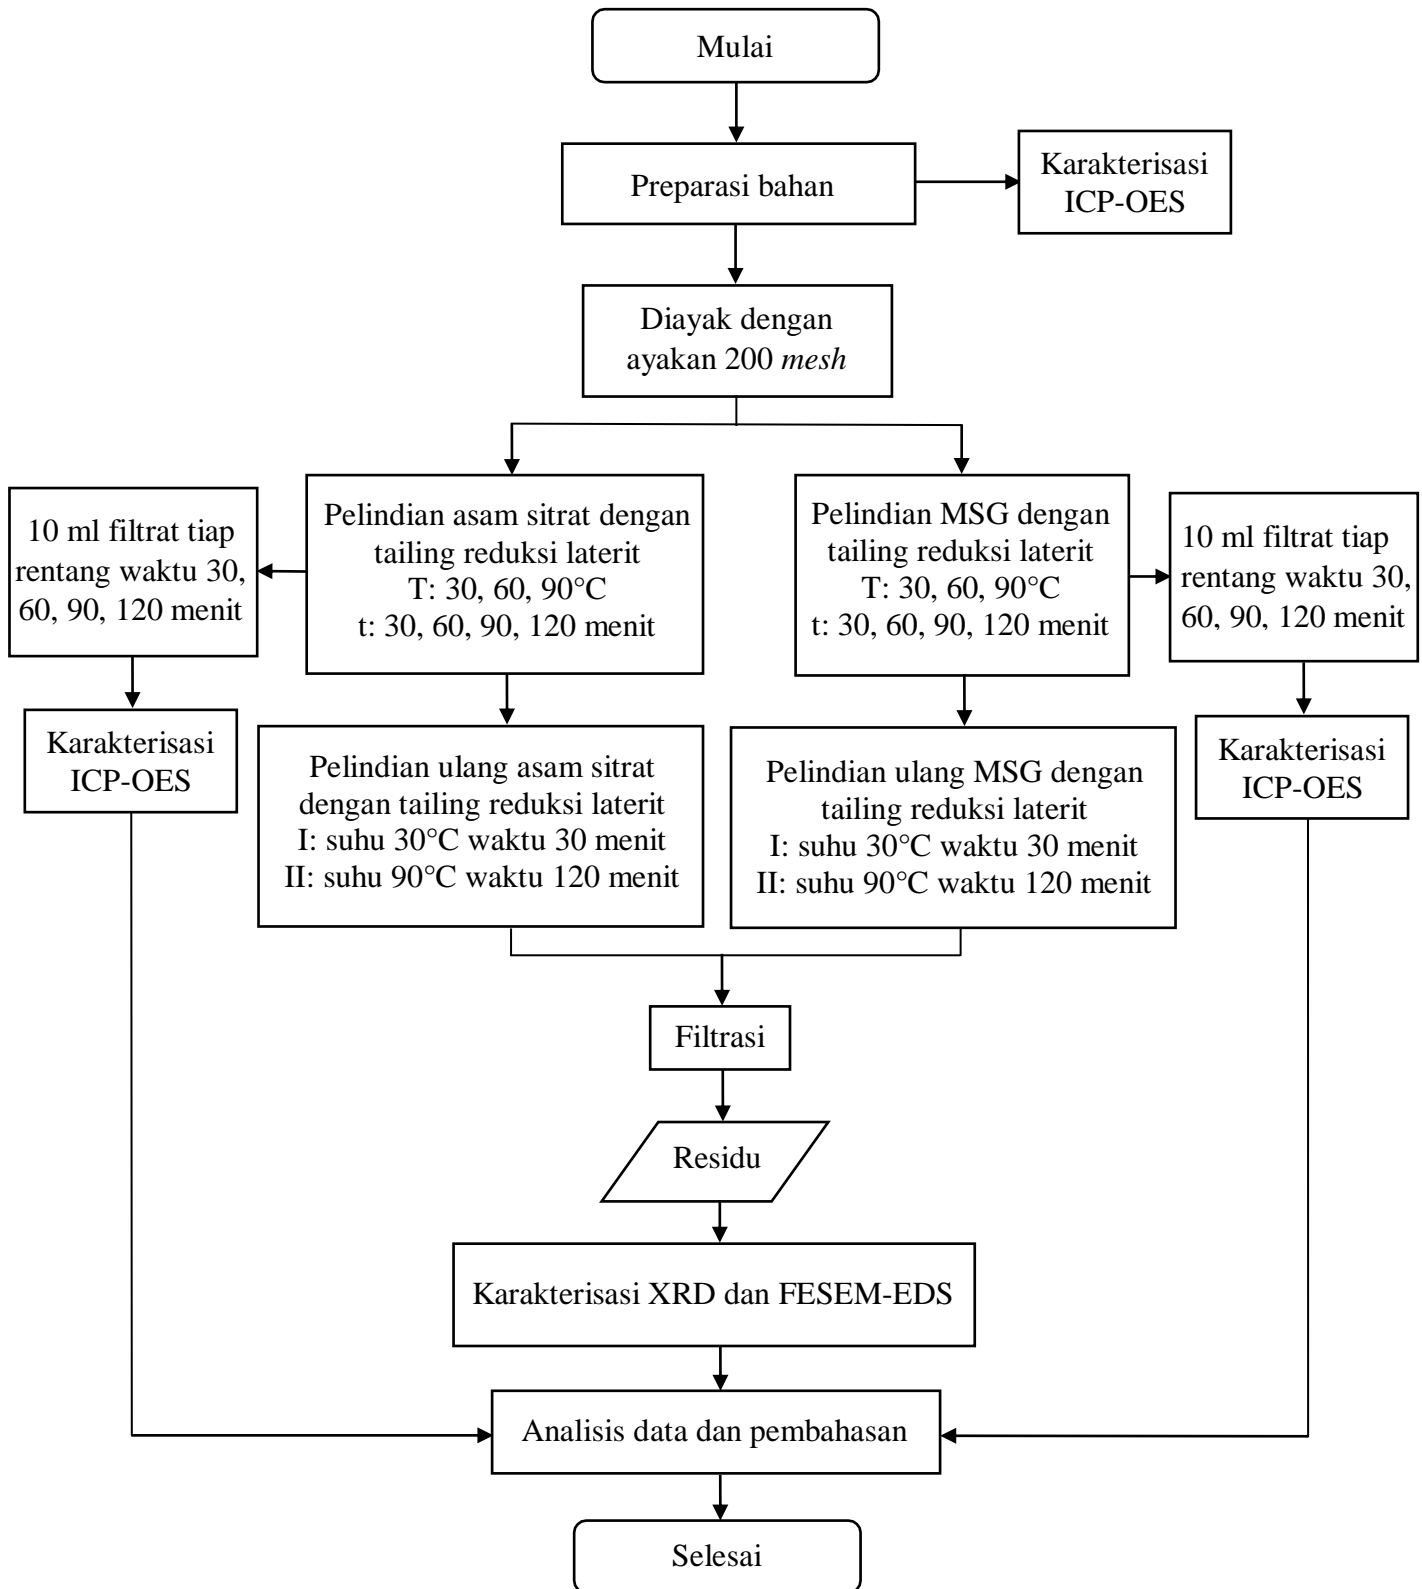 Mulai
Preparasi bahan
Karakterisasi
ICP-OES
Diayak dengan
ayakan 200 mesh
10 ml filtrat tiap
rentang waktu 30,
60, 90, 120 menit
Pelindian asam sitrat dengan
tailing reduksi laterit
T: 30, 60, 90°C
t: 30, 60, 90, 120 menit
Pelindian MSG dengan
tailing reduksi laterit
T: 30, 60, 90°C
t: 30, 60, 90, 120 menit
10 ml filtrat tiap
rentang waktu 30,
60, 90, 120 menit
Karakterisasi
ICP-OES
Pelindian ulang asam sitrat
dengan tailing reduksi laterit
I: suhu 30°C waktu 30 menit
II: suhu 90°C waktu 120 menit
Pelindian ulang MSG dengan
tailing reduksi laterit
I: suhu 30°C waktu 30 menit
II: suhu 90°C waktu 120 menit
Karakterisasi
ICP-OES
Filtrasi
Residu
Karakterisasi XRD dan FESEM-EDS
Analisis data dan pembahasan
Selesai